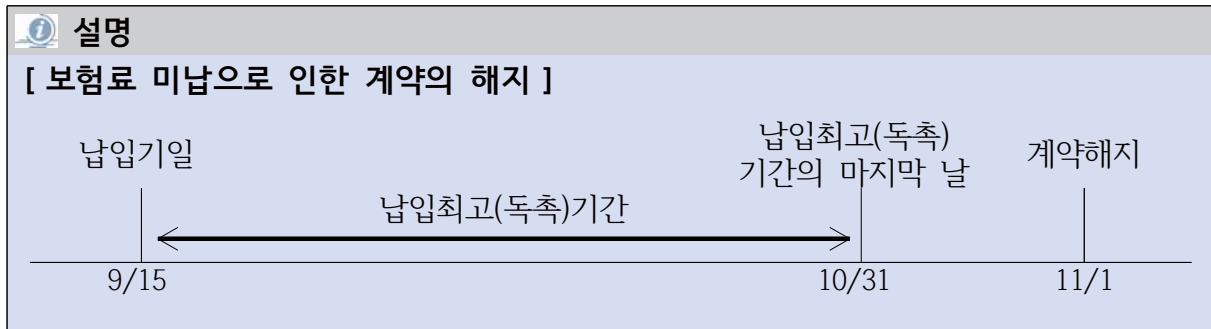 설명
[ 보험료 미납으로 인한 계약의 해지 ]
납입기일
납입최고(독촉)
기간의 마지막 날
계약해지
납입최고(독촉)기간
9/15
10/31
11/1